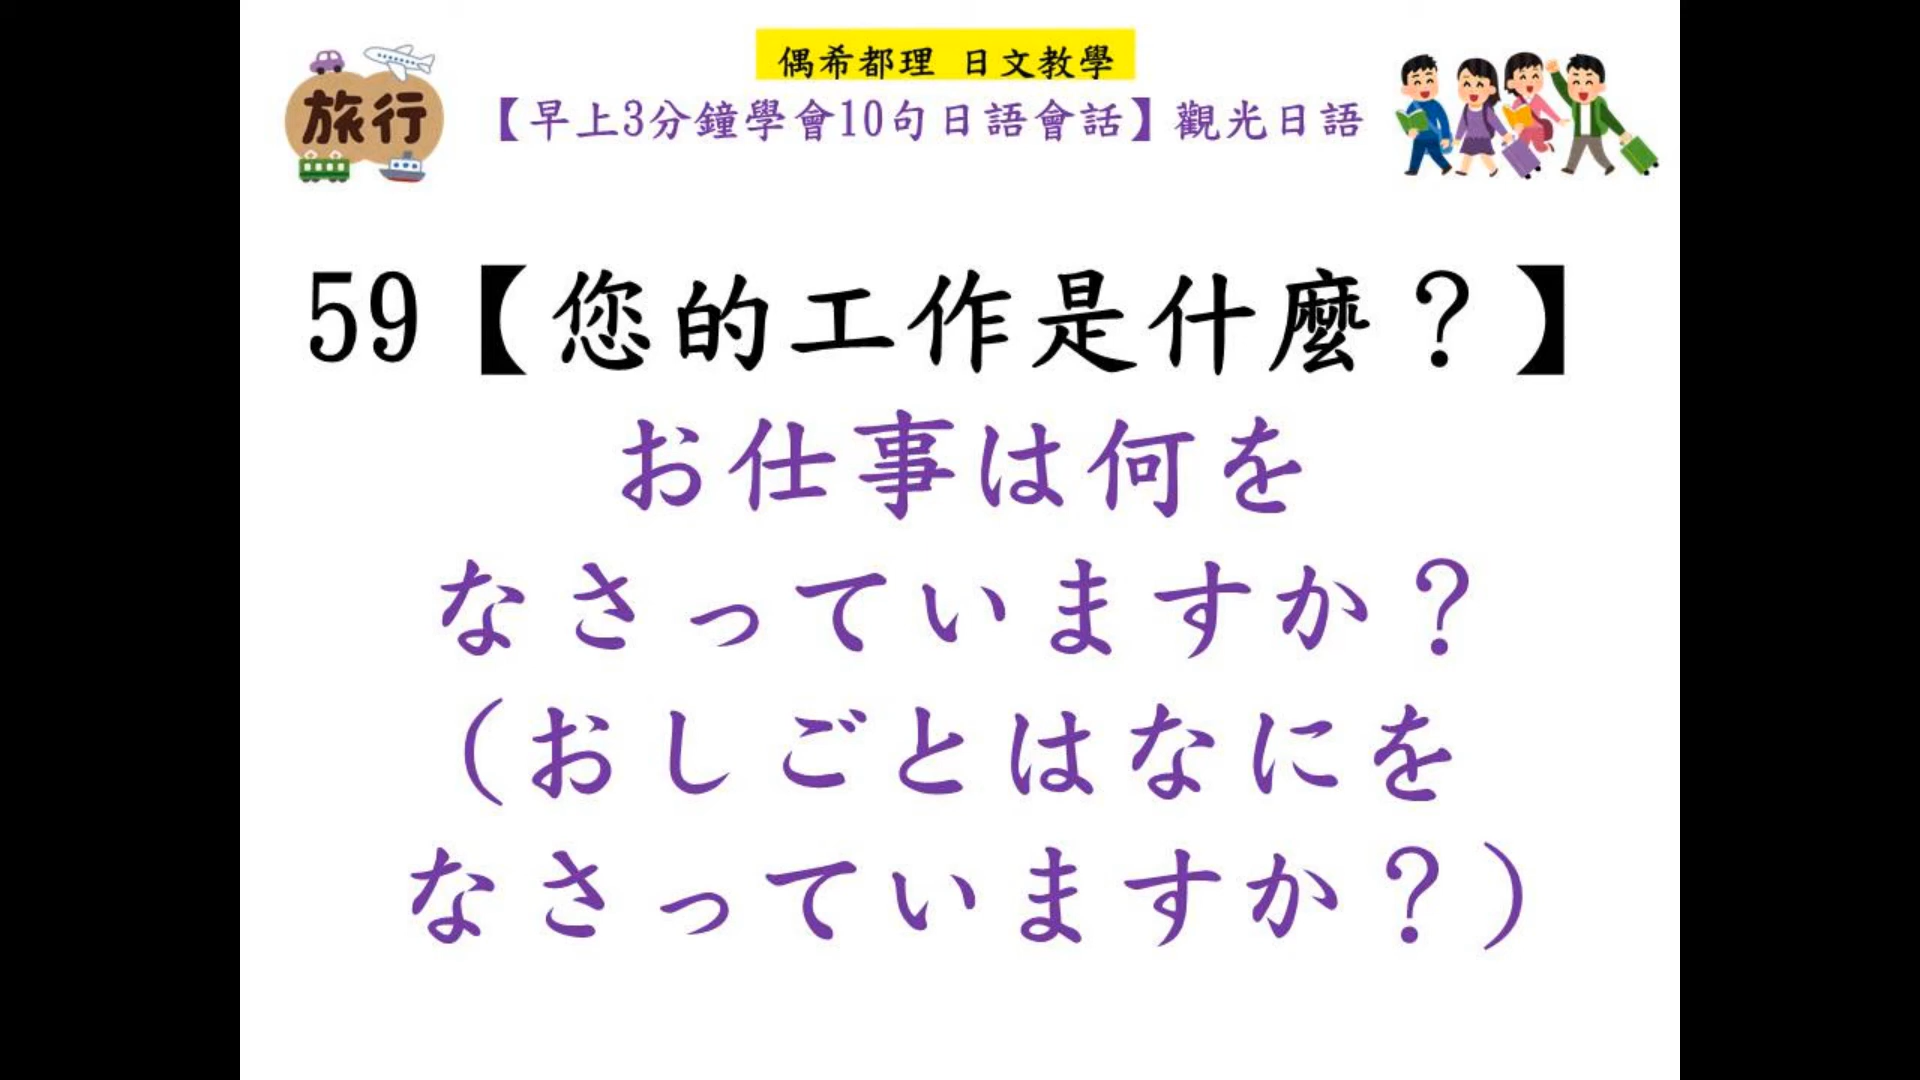 旅行
偶希都理 日文教學
【早上3分鐘學會10句日語會話】觀光日語
59【您的工作是什麼？】
お仕事は何を
なさっていますか？
（おしごとはなにを
なさっていますか？）